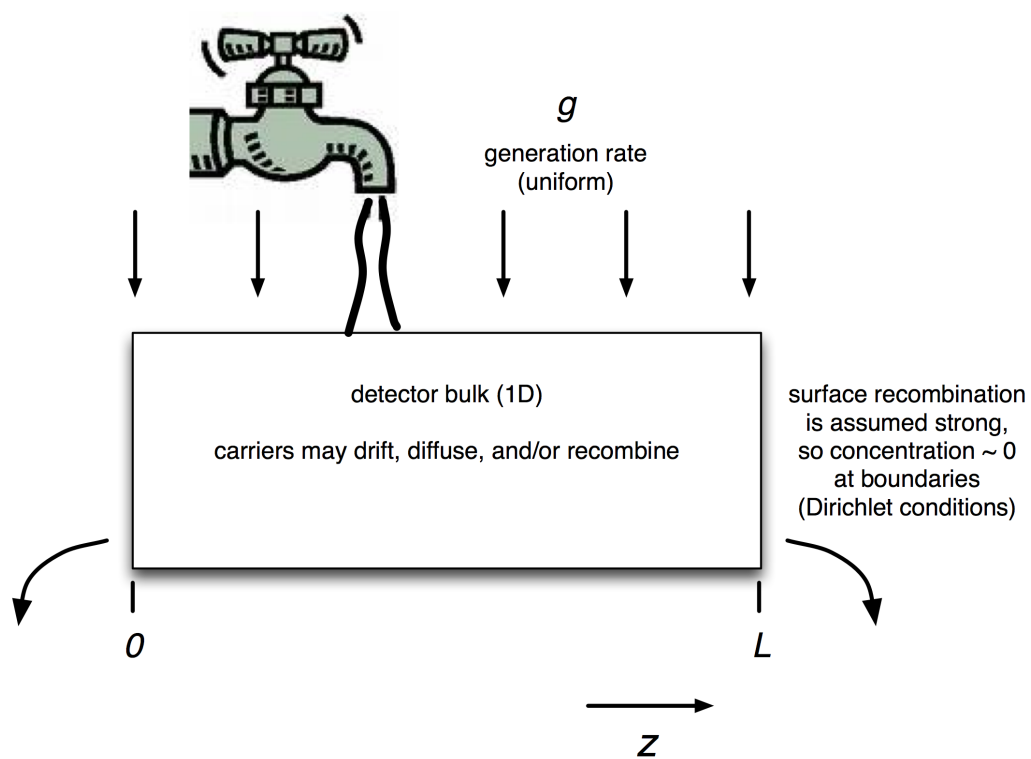 g
generation rate
(uniform)
detector bulk (1D)
carriers may drift, diffuse, and/or recombine
surface recombination
is assumed strong,
so concentration ~ 0
at boundaries
(Dirichlet conditions)
0
L
z